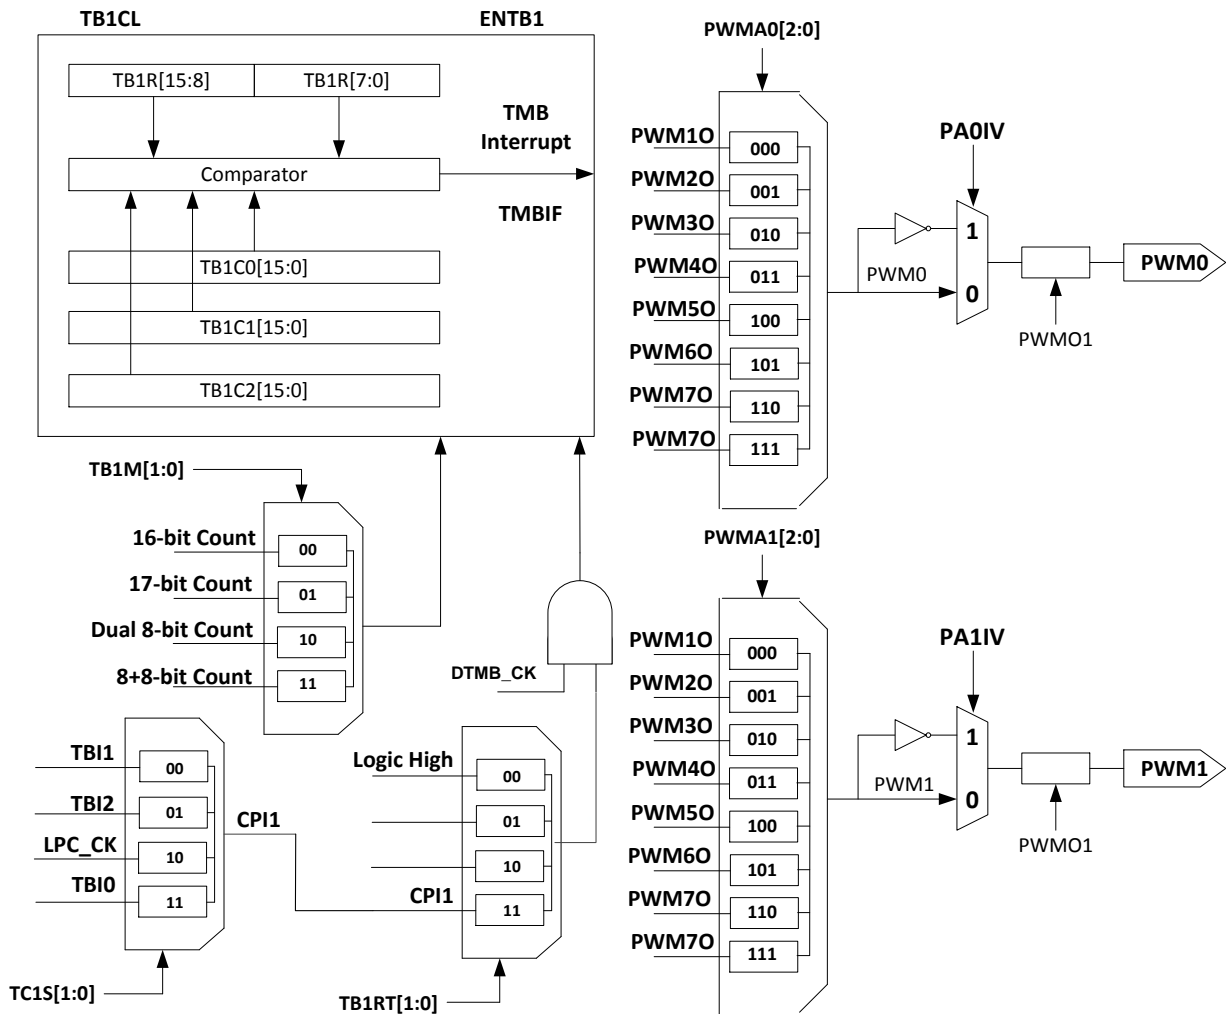 TB1CL
ENTB1
TB1R[15:8]
TB1R[7:0]
TMB
Interrupt
Comparator
TMBIF
TB1C0[15:0]
TB1C1[15:0]
TB1C2[15:0]
TB1M[1:0]
16-bit Count
00
17-bit Count
01
Dual 8-bit Count
10
8+8-bit Count
11
DTMB_CK
TBI1
00
TBI2
01
LPC_CK
10
TBI0
11
CPI1
TC1S[1:0]
Logic High
00
01
10
CPI1
11
TB1RT[1:0]
PWMA0[2:0]
PWM1O
000
PWM2O
001
PWM3O
010
PWM4O
011
PWM5O
100
PWM6O
101
PWM7O
110
PWM7O
111
PA0IV
1
PWM0
0
PWMO1
PWM0
PWMA1[2:0]
PWM1O
000
PWM2O
001
PWM3O
010
PWM4O
011
PWM5O
100
PWM6O
101
PWM7O
110
PWM7O
111
PA1IV
1
PWM1
0
PWMO1
PWM1